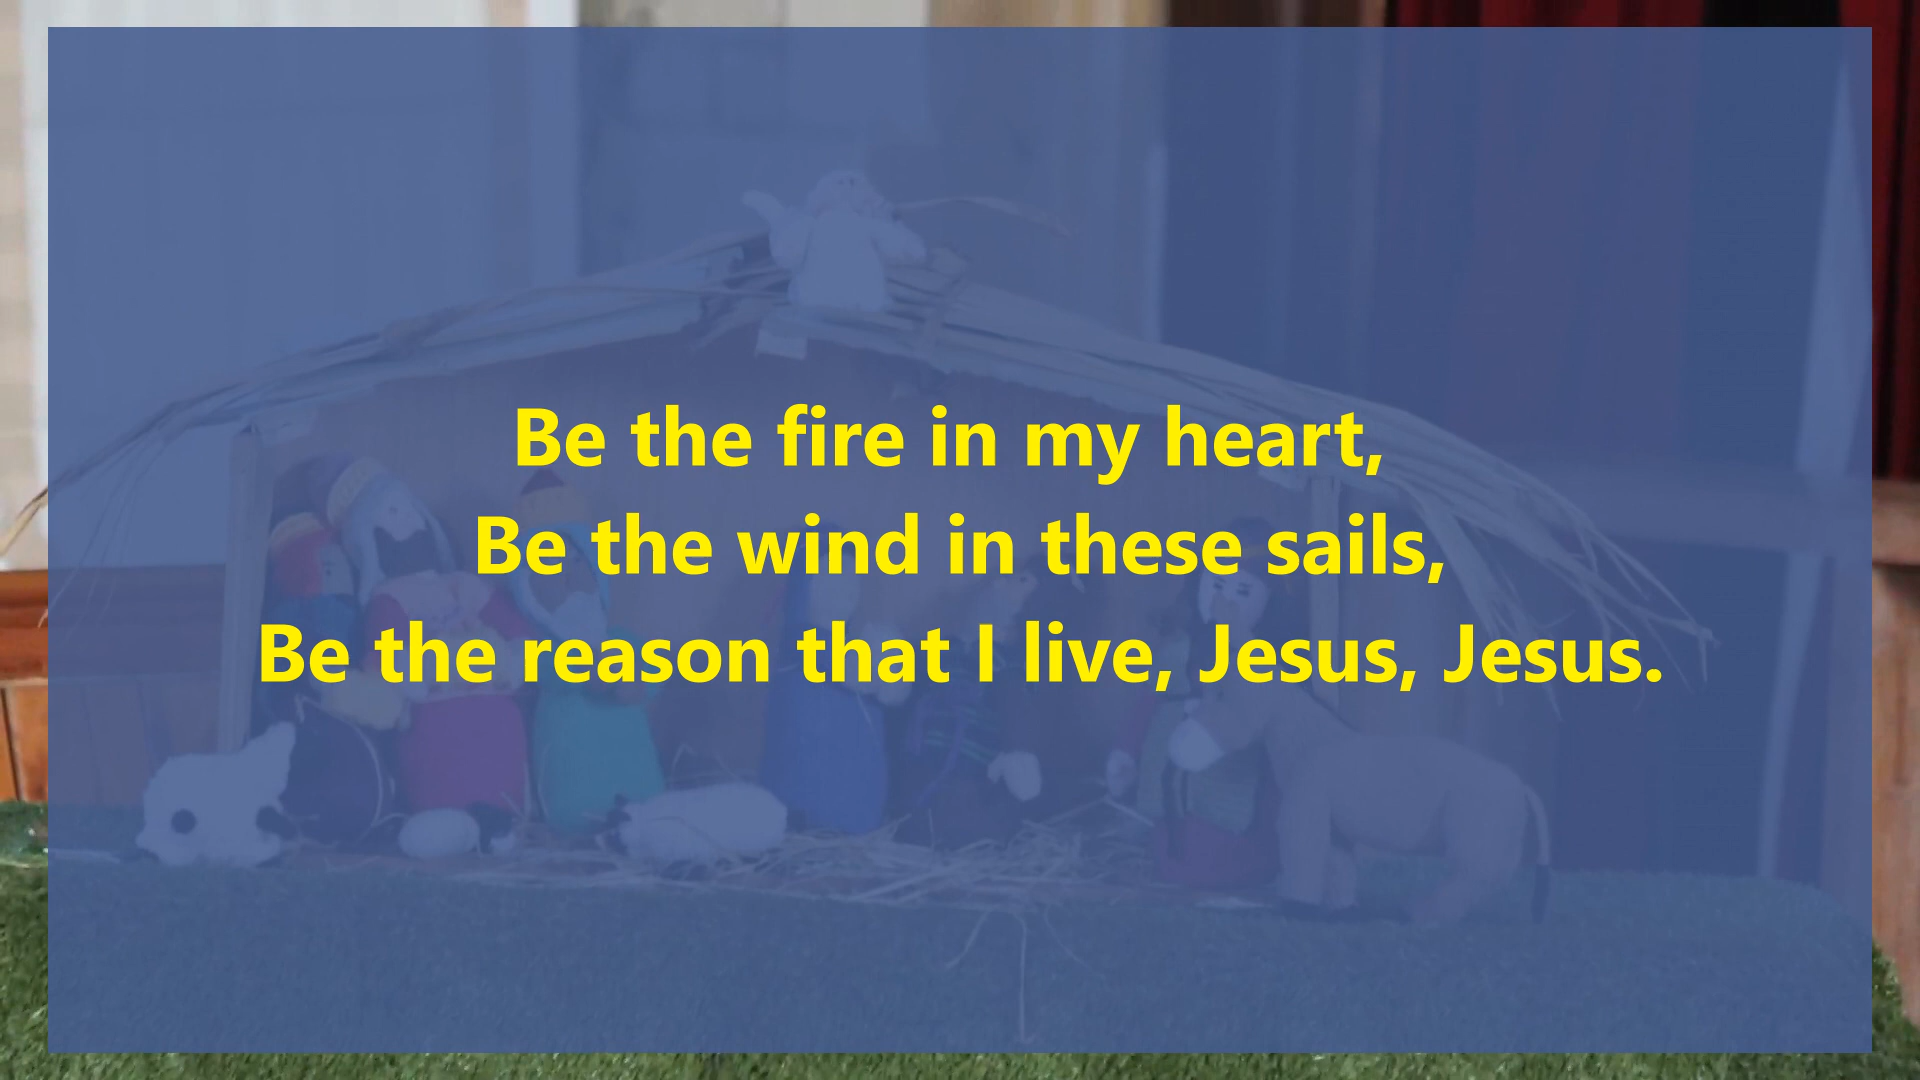 Be the fire in my heart,
Be the wind in these sails,
Be the reason that I live, Jesus, Jesus.